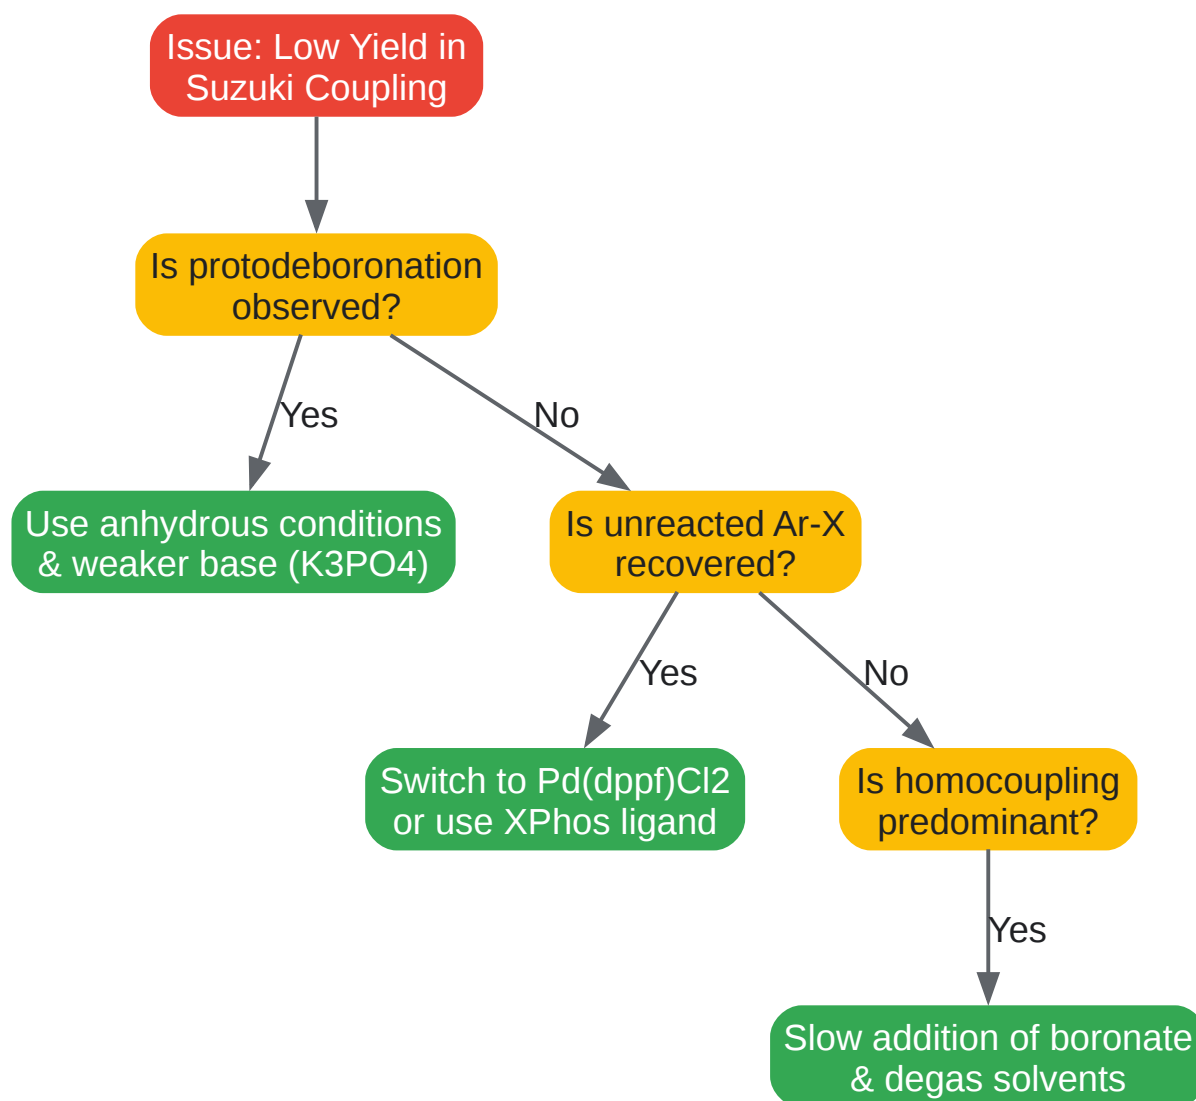 Issue: Low Yield in
Suzuki Coupling
Is protodeboronation
observed?
Yes
No
Use anhydrous conditions
& weaker base (K3PO4)
Is unreacted Ar-X
recovered?
Yes
No
Switch to Pd(dppf)Cl2
or use XPhos ligand
Is homocoupling
predominant?
Yes
Slow addition of boronate
& degas solvents